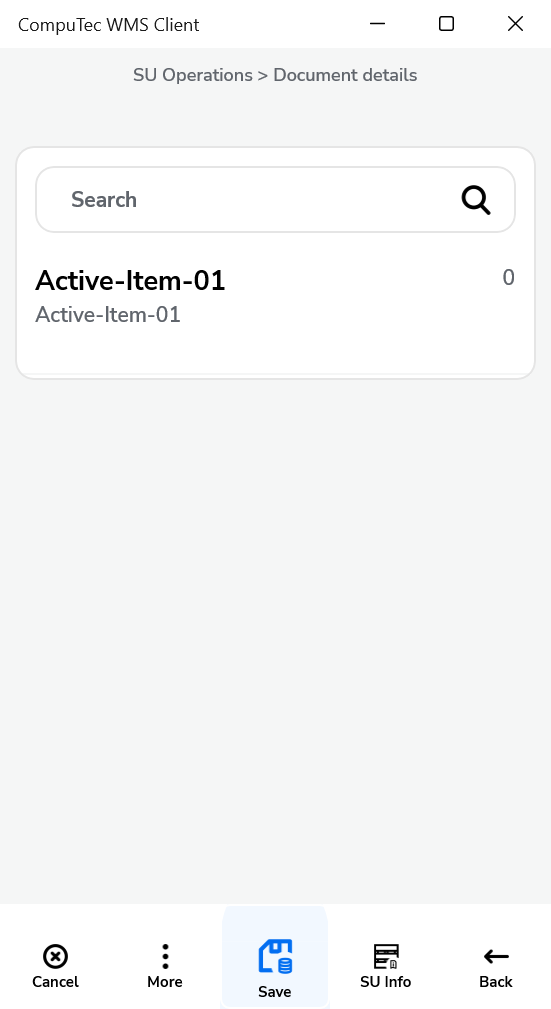 CompuTec WMS Client
SU Operations > Document details
Search
Active-Item-01 0
Active-Item-01
Cancel More Save SU Info Back